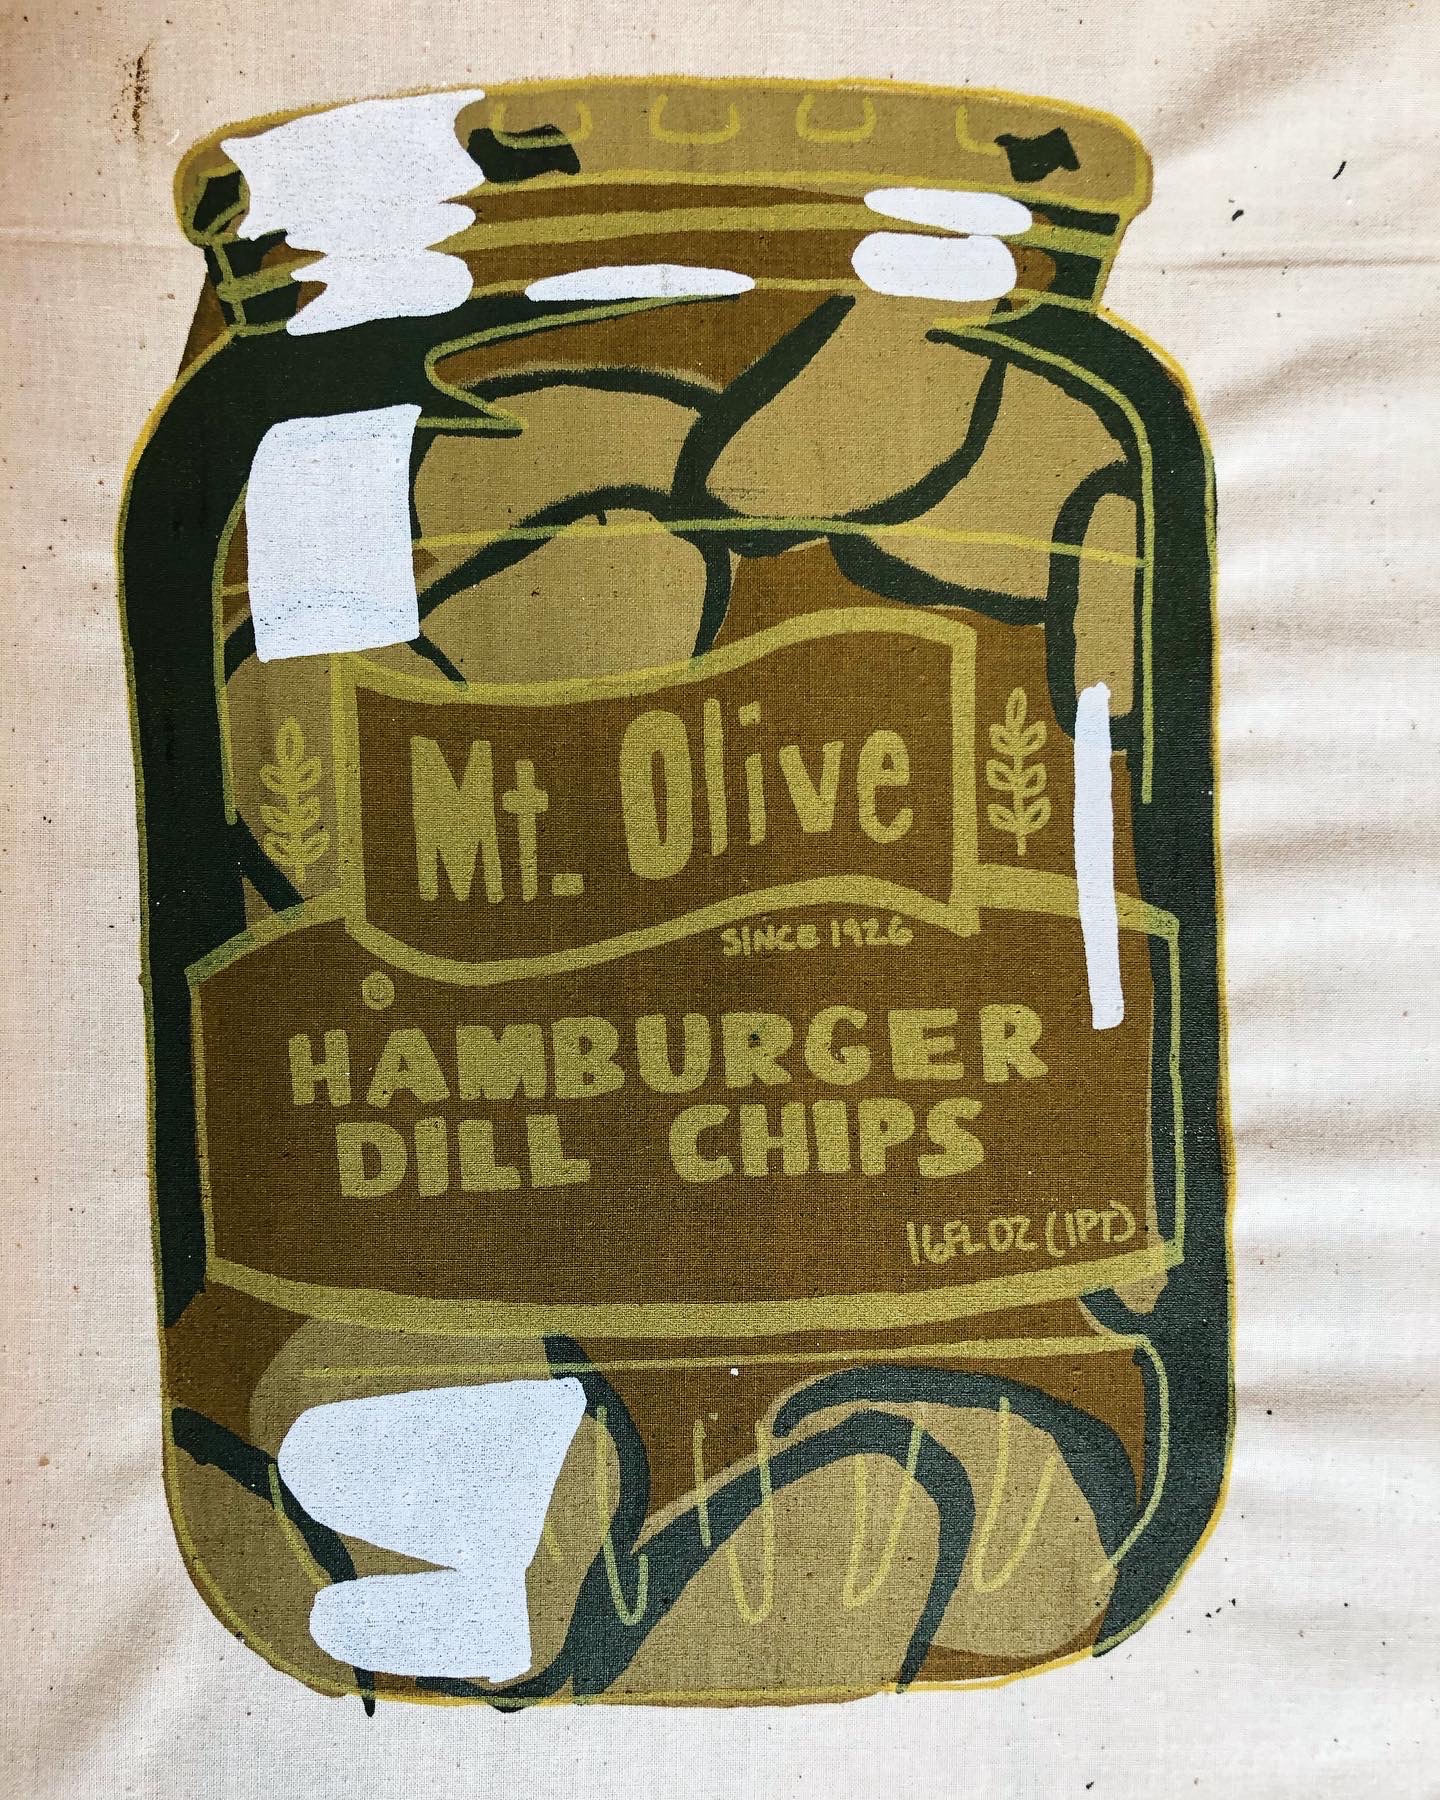 Mt. Olive
SINCE 1926
HAMBURGER
DILL CHIPS
16FL OZ (1PT)